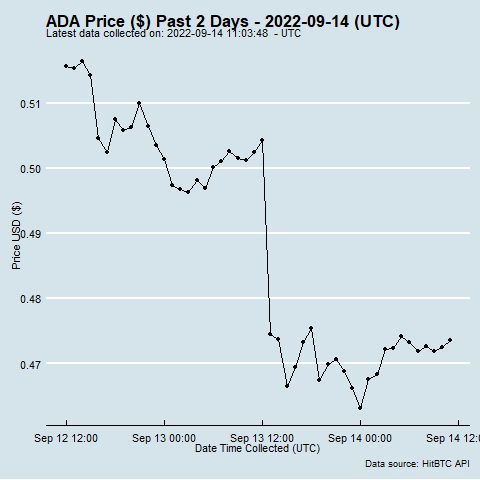 ADA Price ($) Past 2 Days - 2022-09-14 (UTC)
Latest data collected on: 2022-09-14 11:03:48 - UTC
0.51
0.50
0.49
0.48
0.47
Price USD ($)
Sep 12 12:00 Sep 13 00:00 Sep 13 12:00 Sep 14 00:00 Sep 14 12:
Date Time Collected (UTC)
Data source: HitBTC API